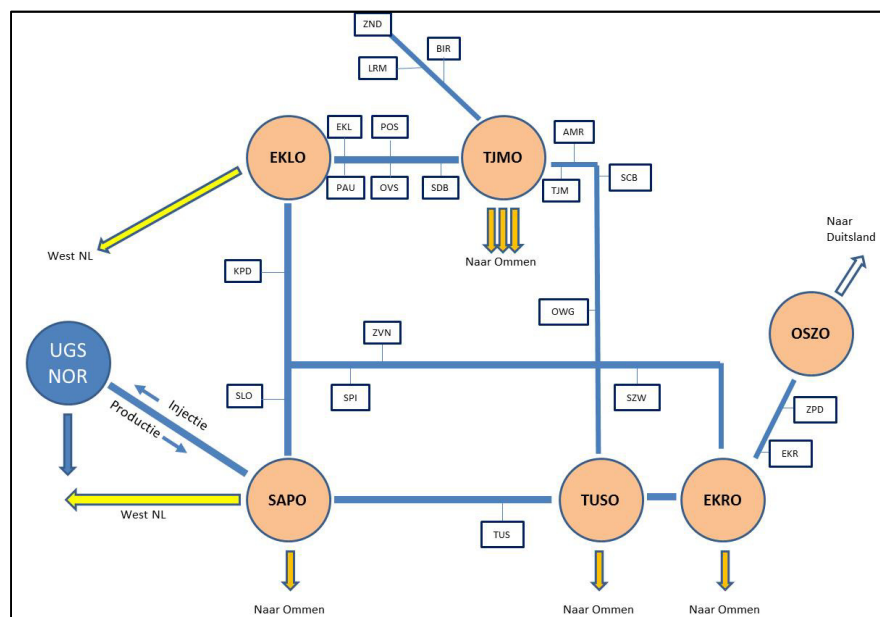 ZND
BIR
LRM
EKL
POS
AMR
EKLO
TJMO
PAU
OVS
SDB
TJM
SCB
Naar
Duitsland
West NL
Naar Ommen
KPD
OWG
ZVN
OSZO
UGS
NOR
SLO
SPI
SZW
ZPD
Injectie
Productie
EKR
SAPO
TUSO
EKRO
West NL
TUS
Naar Ommen
Naar Ommen
Naar Ommen